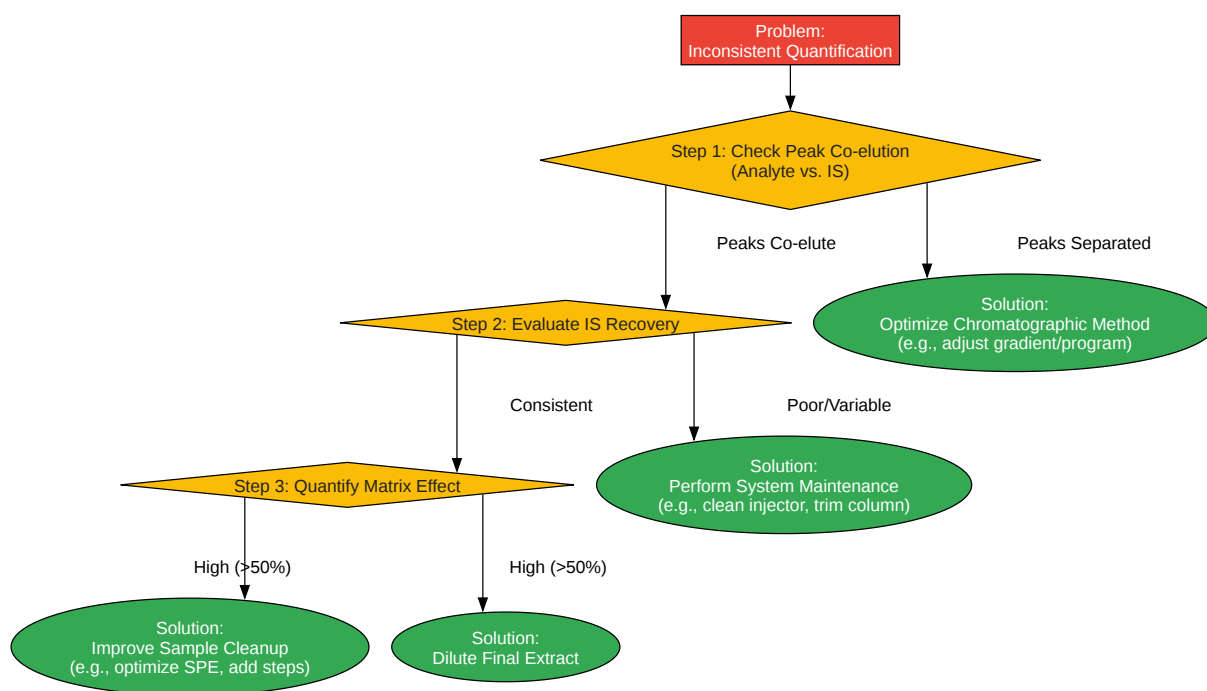 Problem:
Inconsistent Quantification
Step 1: Check Peak Co-elution
(Analyte vs. IS)
Peaks Co-elute
Peaks Separated
Solution:
Optimize Chromatographic Method
(e.g., adjust gradient/program)
Step 2: Evaluate IS Recovery
Consistent
Poor/Variable
Solution:
Perform System Maintenance
(e.g., clean injector, trim column)
Step 3: Quantify Matrix Effect
High (>50%)
High (>50%)
Solution:
Improve Sample Cleanup
(e.g., optimize SPE, add steps)
Solution:
Dilute Final Extract